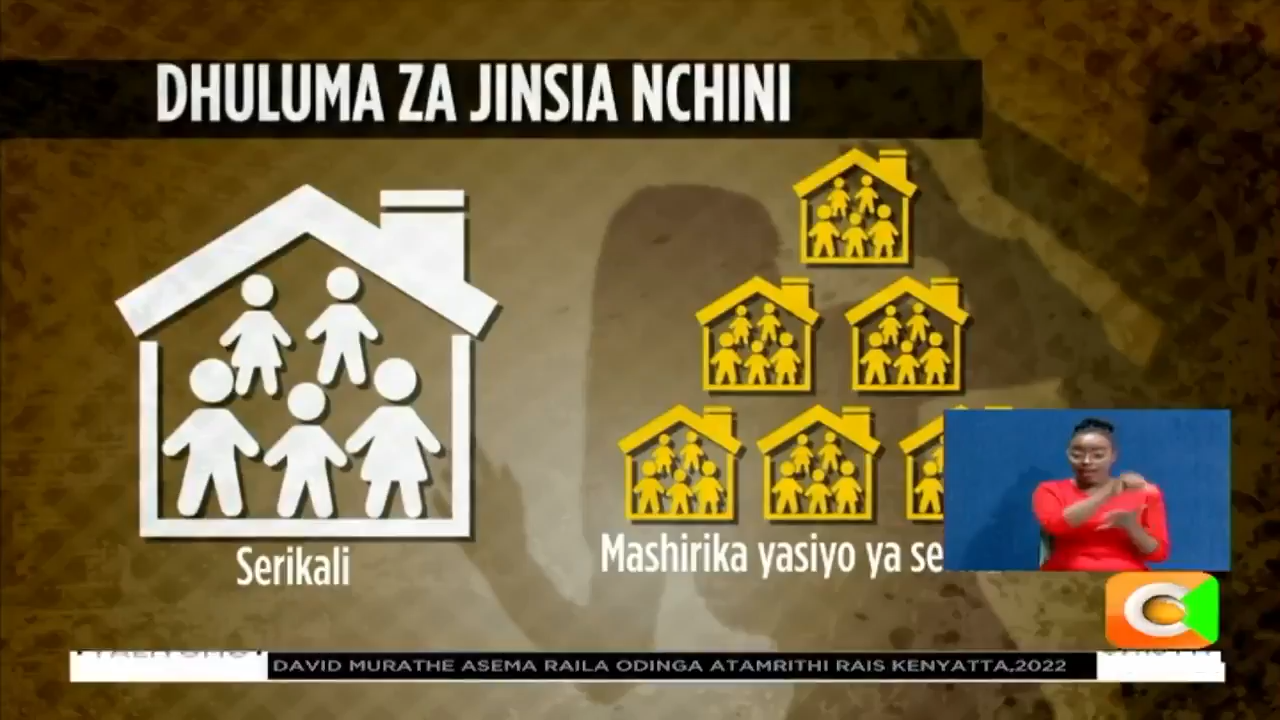 DHULUMA ZA JINSIA NCHINI
Serikali
Mashirika yasiyo ya se
DAVID MURATHE ASEMA RAILA ODINGA ATAMRITHI RAIS KENYATTA,2022